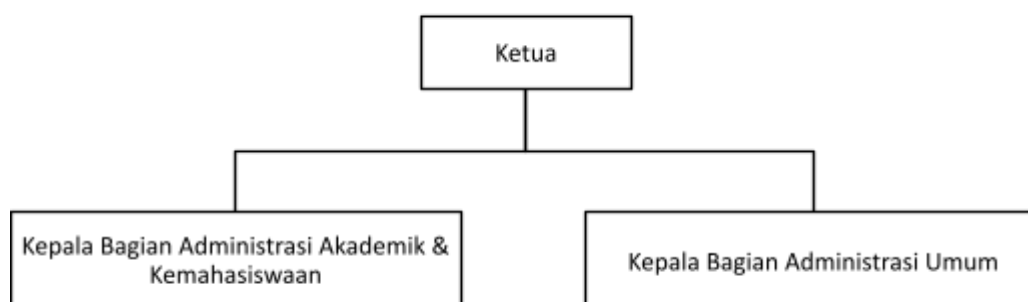 Ketua
Kepala Bagian Administrasi Akademik &
Kemahasiswaan
Kepala Bagian Administrasi Umum